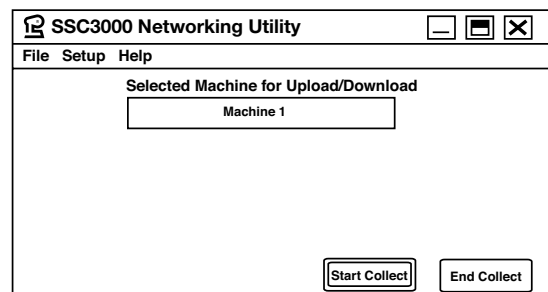 SSC3000 Networking Utility
File Setup Help
Selected Machine for Upload/Download
Machine 1
Start Collect End Collect